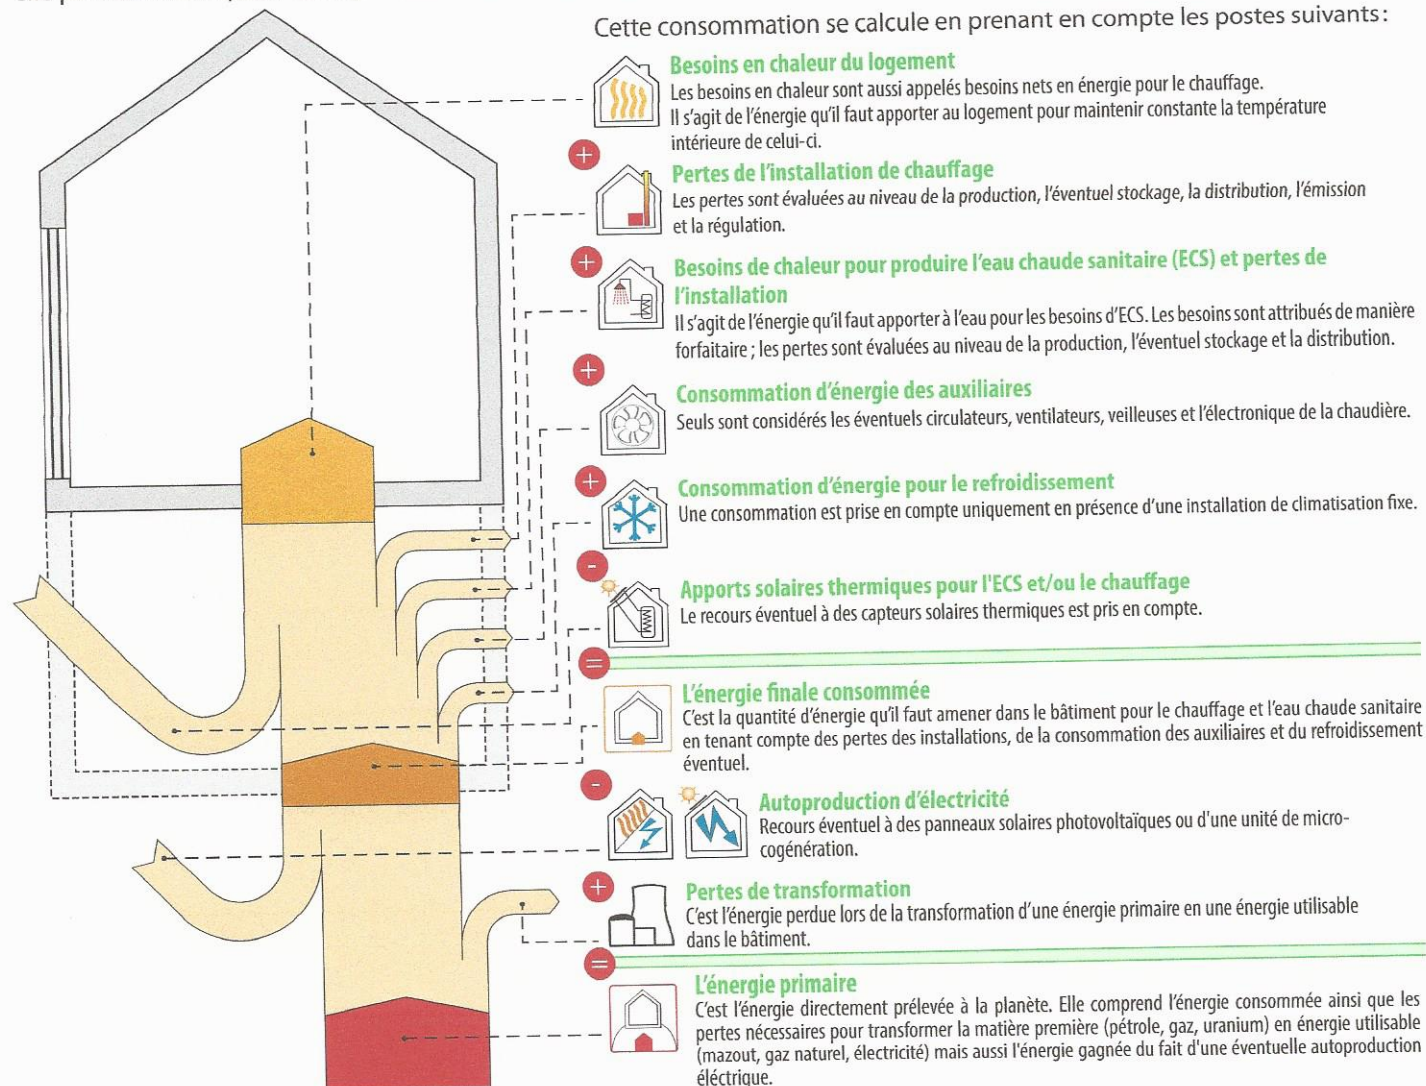 Cette consommation se calcule en prenant en compte les postes suivants:
Besoins en chaleur du logement
Les besoins en chaleur sont aussi appelés besoins nets en énergie pour le chauffage.
Il s'agit de l'énergie qu'il faut apporter au logement pour maintenir constante la température
intérieure de celui-ci.
+
Pertes de l'installation de chauffage
Les pertes sont évaluées au niveau de la production, l'éventuel stockage, la distribution, l'émission
et la régulation.
+
Besoins de chaleur pour produire l'eau chaude sanitaire (ECS) et pertes de
l'installation
Il s'agit de l'énergie qu'il faut apporter à l'eau pour les besoins d'ECS. Les besoins sont attribués de manière
forfaitaire ; les pertes sont évaluées au niveau de la production, l'éventuel stockage et la distribution.
+
Consommation d'énergie des auxiliaires
Seuls sont considérés les éventuels circulateurs, ventilateurs, veilleuses et l'électronique de la chaudière.
+
Consommation d'énergie pour le refroidissement
Une consommation est prise en compte uniquement en présence d'une installation de climatisation fixe.
-
Apports solaires thermiques pour l'ECS et/ou le chauffage
Le recours éventuel à des capteurs solaires thermiques est pris en compte.
=
L'énergie finale consommée
C'est la quantité d'énergie qu'il faut amener dans le bâtiment pour le chauffage et l'eau chaude sanitaire
en tenant compte des pertes des installations, de la consommation des auxiliaires et du refroidissement
éventuel.
-
Autoproduction d'électricité
Recours éventuel à des panneaux solaires photovoltaïques ou d'une unité de micro-
cogénération.
+
Pertes de transformation
C'est l'énergie perdue lors de la transformation d'une énergie primaire en une énergie utilisable
dans le bâtiment.
=
L'énergie primaire
C'est l'énergie directement prélevée à la planète. Elle comprend l'énergie consommée ainsi que les
pertes nécessaires pour transformer la matière première (pétrole, gaz, uranium) en énergie utilisable
(mazout, gaz naturel, électricité) mais aussi l'énergie gagnée du fait d'une éventuelle autoproduction
éléctrique.